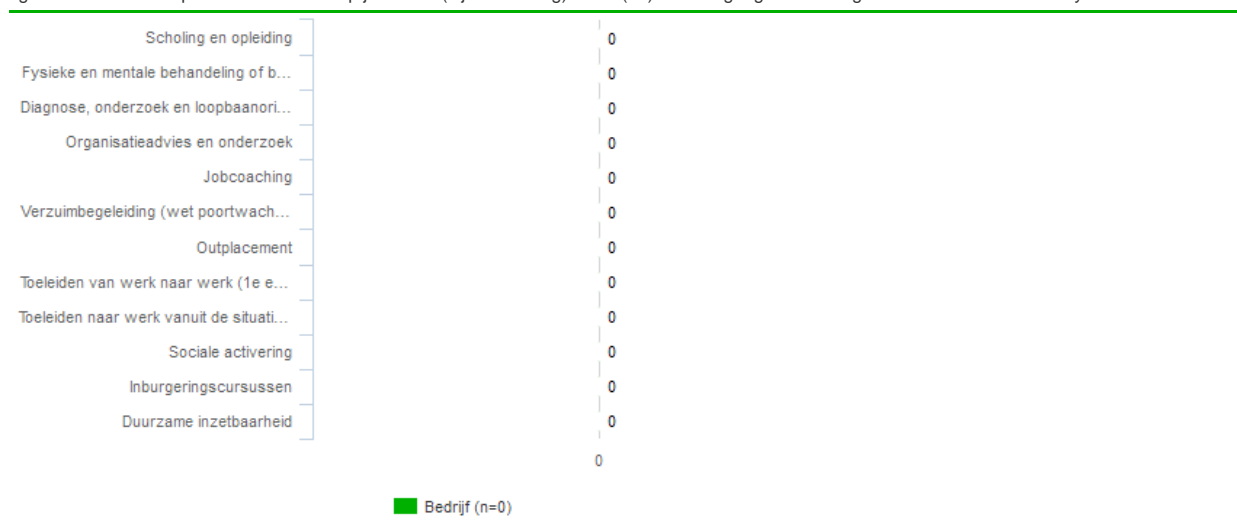 Scholing en opleiding 0
Fysieke en mentale behandeling of b... 0
Diagnose, onderzoek en loopbaanori... 0
Organisatieadvies en onderzoek 0
Jobcoaching 0
Verzuimbegeleiding (wet poortwach... 0
Outplacement 0
Toeleiden van werk naar werk (1e e... 0
Toeleiden naar werk vanuit de situati... 0
Sociale activering 0
Inburgeringscursussen 0
Duurzame inzetbaarheid 0
0
Bedrijf (n=0)